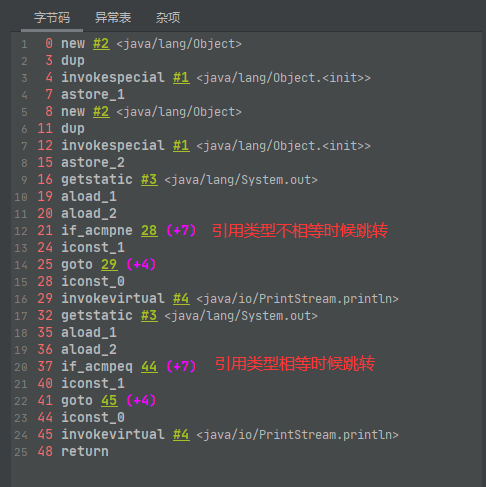 字节码 异常表 杂项
1 0 new #2 <java/lang/Object>
2 3 dup
3 4 invokespecial #1 <java/lang/Object.<init>>
4 7 astore_1
5 8 new #2 <java/lang/Object>
6 11 dup
7 12 invokespecial #1 <java/lang/Object.<init>>
8 15 astore_2
9 16 getstatic #3 <java/lang/System.out>
10 19 aload_1
11 20 aload_2
12 21 if_acmpne 28 (+7) 引用类型不相等时候跳转
13 24 iconst_1
14 25 goto 29 (+4)
15 28 iconst_0
16 29 invokevirtual #4 <java/io/PrintStream.println>
17 32 getstatic #3 <java/lang/System.out>
18 35 aload_1
19 36 aload_2
20 37 if_acmpeq 44 (+7) 引用类型相等时候跳转
21 40 iconst_1
22 41 goto 45 (+4)
23 44 iconst_0
24 45 invokevirtual #4 <java/io/PrintStream.println>
25 48 return